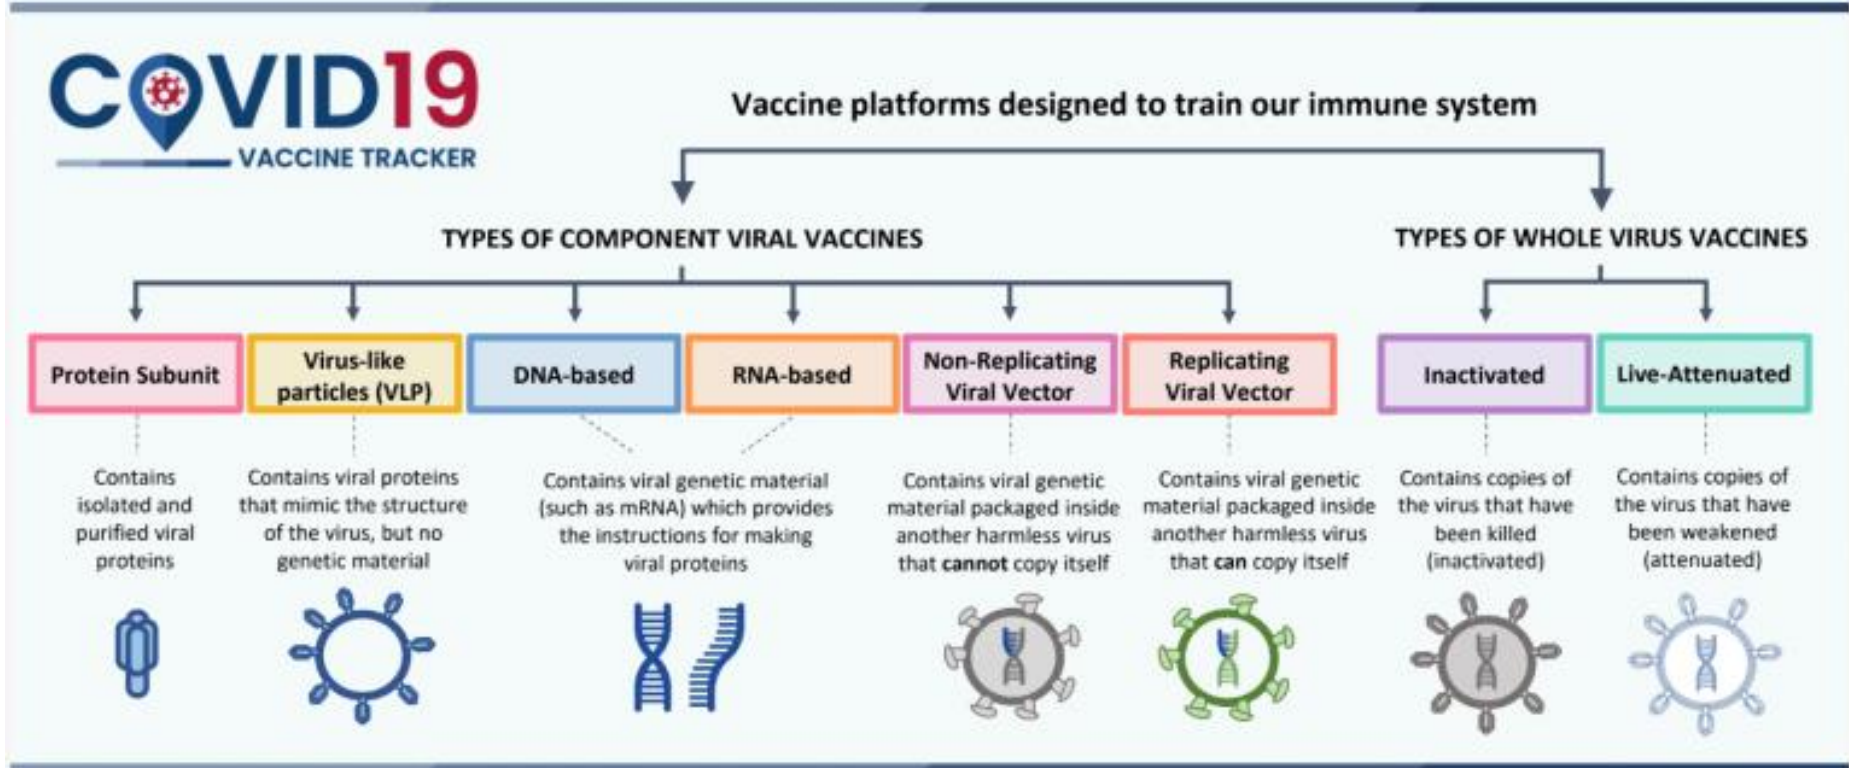 COVID19
VACCINE TRACKER
Vaccine platforms designed to train our immune system
TYPES OF COMPONENT VIRAL VACCINES
TYPES OF WHOLE VIRUS VACCINES
Protein Subunit
Virus-like
particles (VLP)
DNA-based
RNA-based
Non-Replicating
Viral Vector
Replicating
Viral Vector
Inactivated
Live-Attenuated
Contains
isolated and
purified viral
proteins
Contains viral proteins
that mimic the structure
of the virus, but no
genetic material
Contains viral genetic material
(such as mRNA) which provides
the instructions for making
viral proteins
Contains viral genetic
material packaged inside
another harmless virus
that cannot copy itself
Contains viral genetic
material packaged inside
another harmless virus
that can copy itself
Contains copies of
the virus that have
been killed
(inactivated)
Contains copies of
the virus that have
been weakened
(attenuated)